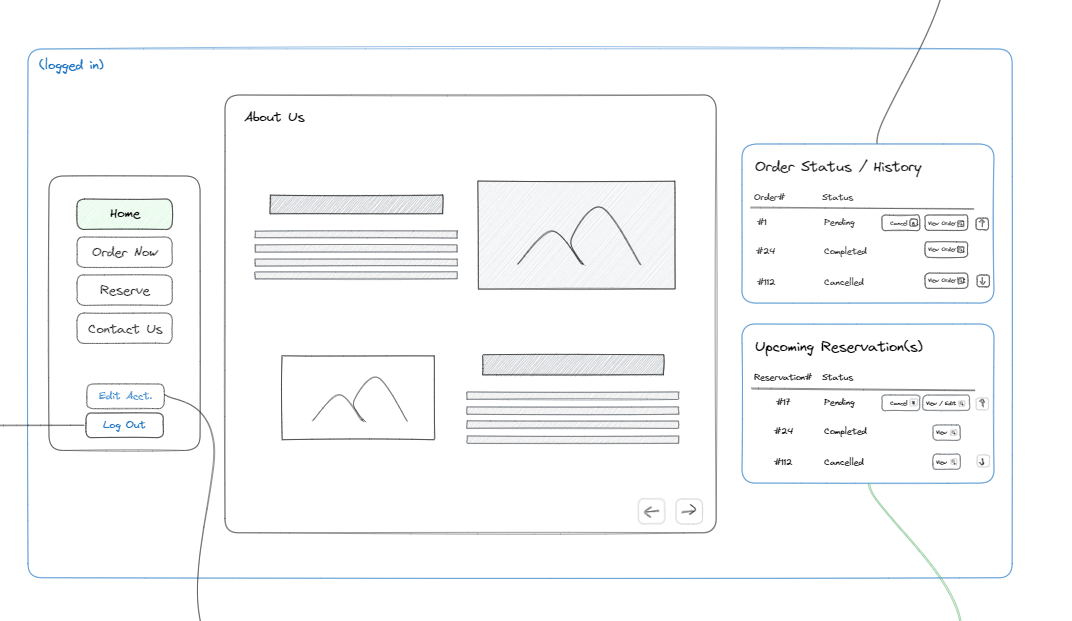 (logged in)
Home
Order Now
Reserve
Contact Us
Edit Acct.
Log Out
About Us
Order Status / History
Order# Status
#1 Pending Cancel View Order
#24 Completed View Order
#112 Cancelled View Order
Upcoming Reservation(s)
Reservation# Status
#17 Pending Cancel View / Edit
#24 Completed View
#112 Cancelled View